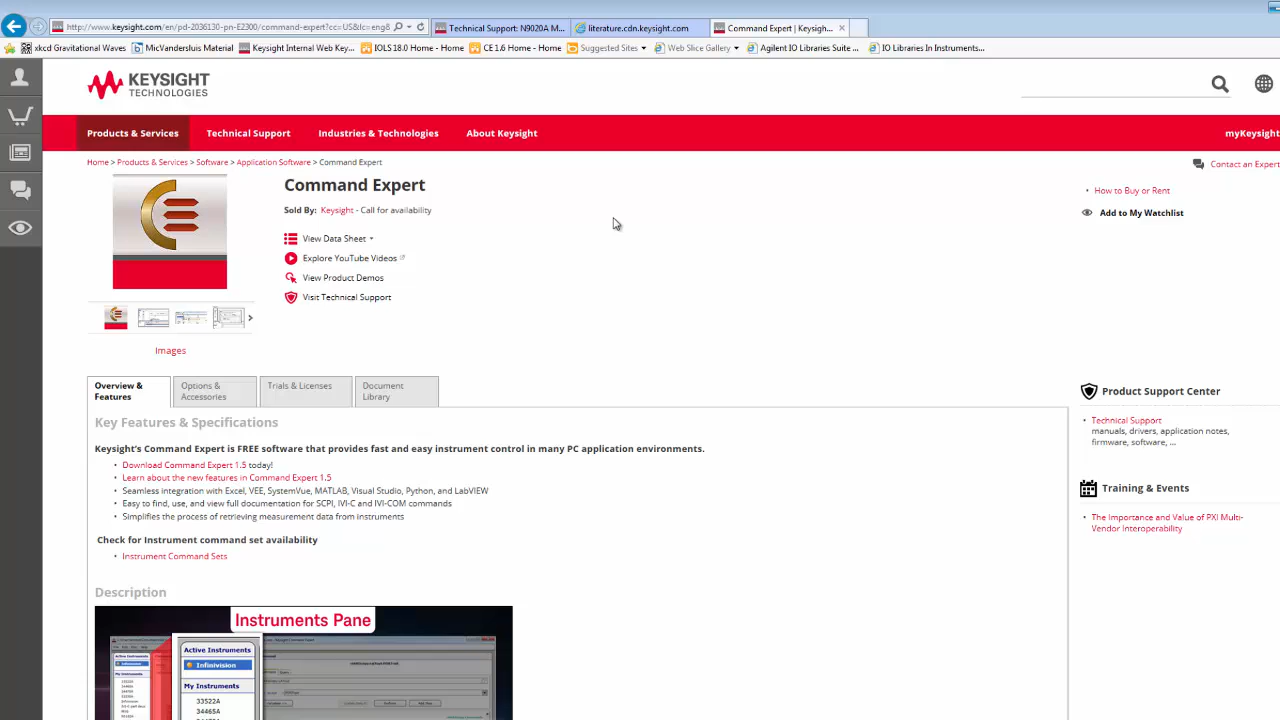 http://www.keysight.com/en/pd-2036130-pn-E2300/command-expert?cc=US&lc=eng&
Technical Support: N9020A M...
literature.cdn.keysight.com
Command Expert | Keysigh...
xkcd Gravitational Waves
MicVandersluis Material
Keysight Internal Web Key...
IOLS18.0 Home - Home
CE 1.6 Home - Home
Suggested Sites
Web Slice Gallery
Agilent IO Libraries Suite ...
IO Libraries In Instruments...
KEYSIGHT
TECHNOLOGIES
Products & Services
Technical Support
Industries & Technologies
About Keysight
myKeysight
Home > Products & Services > Software > Application Software > Command Expert
Contact an Expert
Command Expert
Sold By: Keysight - Call for availability
How to Buy or Rent
Add to My Watchlist
View Data Sheet
Explore YouTube Videos
View Product Demos
Visit Technical Support
Images
Overview &
Features
Options &
Accessories
Trials & Licenses
Document
Library
Key Features & Specifications
Keysight's Command Expert is FREE software that provides fast and easy instrument control in many PC application environments.
Download Command Expert 1.5 today!
Learn about the new features in Command Expert 1.5
Seamless integration with Excel, VEE, SystemVue, MATLAB, Visual Studio, Python, and LabVIEW
Easy to find, use, and view full documentation for SCPI, IVI-C and IVI-COM commands
Simplifies the process of retrieving measurement data from instruments
Check for Instrument command set availability
Instrument Command Sets
Product Support Center
Technical Support
manuals, drivers, application notes,
firmware, software, ...
Training & Events
The Importance and Value of PXI Multi-
Vendor Interoperability
Description
Instruments Pane
Active Instruments
Infinivision
My Instruments
33522A
34465A